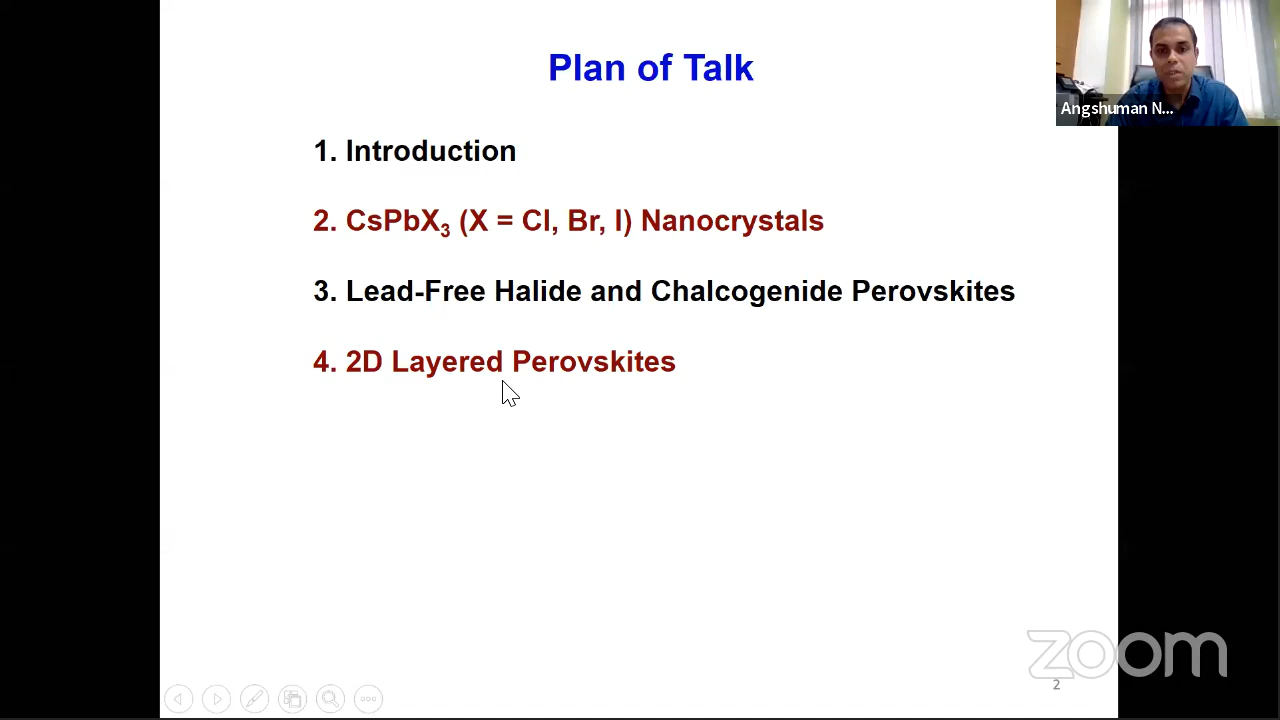 Plan of Talk
Angshuman N...
1. Introduction
2. CsPbX₃ (X = Cl, Br, I) Nanocrystals
3. Lead-Free Halide and Chalcogenide Perovskites
4. 2D Layered Perovskites
zoom
2